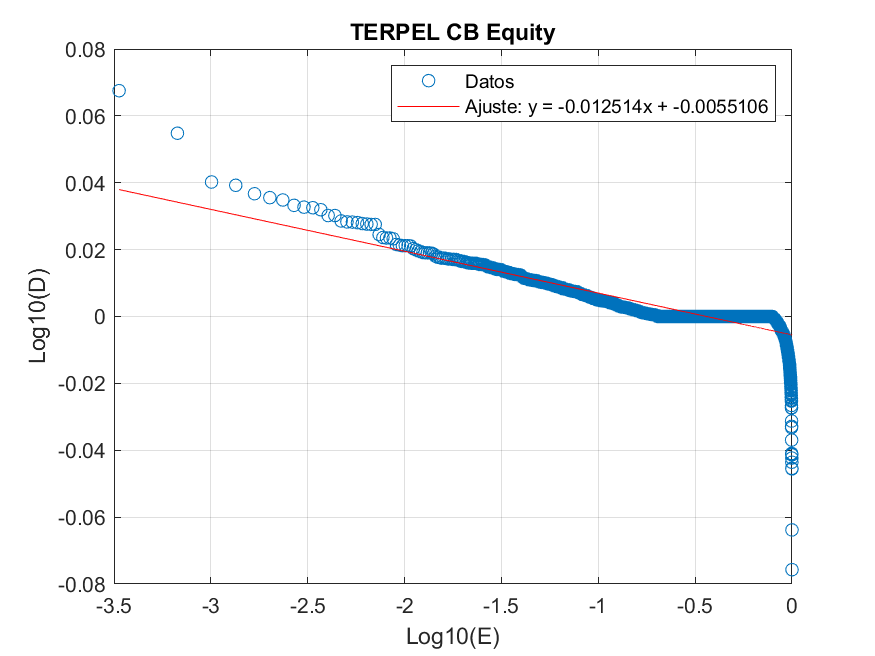 TERPEL CB Equity
Datos
Ajuste: y = -0.012514x + -0.0055106
0.08
0.06
0.04
0.02
0
-0.02
-0.04
-0.06
-0.08
Log10(D)
-3.5 -3 -2.5 -2 -1.5 -1 -0.5 0
Log10(E)